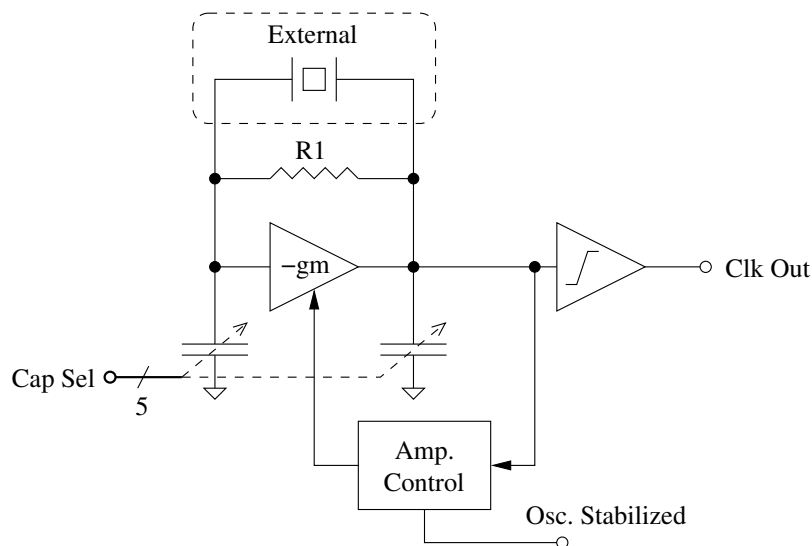 External
R1
−gm
Clk Out
Cap Sel
5
Amp.
Control
Osc. Stabilized